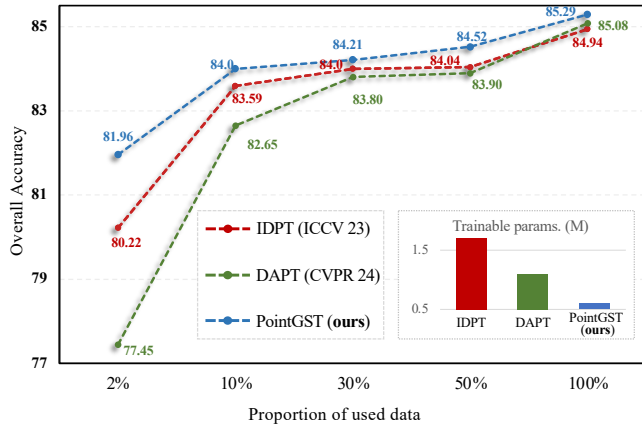 85
83
81
79
77
Overall Accuracy
81.96
84.0
84.21
84.52
85.29
80.22
83.59
84.0
84.04
84.94
77.45
82.65
83.80
83.90
85.08
IDPT (ICCV 23)
DAPT (CVPR 24)
PointGST (ours)
Trainable params. (M)
1.5
0.5
IDPT
DAPT
PointGST
(ours)
2%
10%
30%
50%
100%
Proportion of used data